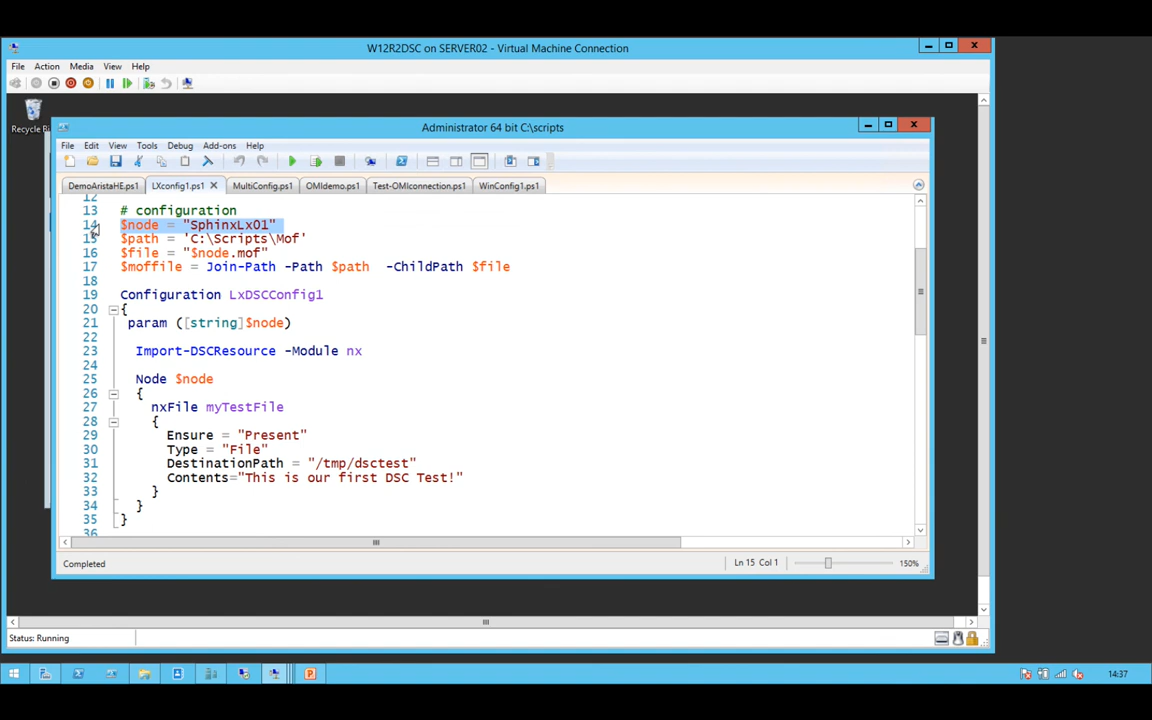 W12R2DSC on SERVER02 - Virtual Machine Connection
File Action Media View Help
Administrator 64 bit C:\scripts
Recycle Bi
File Edit View Tools Debug Add-ons Help
DemoAristaHE.ps1 LXconfig1.ps1 MultiConfig.ps1 OMIdemo.ps1 Test-OMIconnection.ps1 WinConfig1.ps1
12
13 # configuration
14 $node = "SphinxLx01"
15 $path = 'C:\Scripts\Mof'
16 $file = "$node.mof"
17 $moffile = Join-Path -Path $path -ChildPath $file
18
19 Configuration LxDSCConfig1
20 {
21 param ([string]$node)
22
23 Import-DSCResource -Module nx
24
25 Node $node
26 {
27 nxFile myTestFile
28 {
29 Ensure = "Present"
30 Type = "File"
31 DestinationPath = "/tmp/dsctest"
32 Contents="This is our first DSC Test!"
33 }
34 }
35 }
36
Completed Ln 15 Col 1 150%
Status: Running
14:37